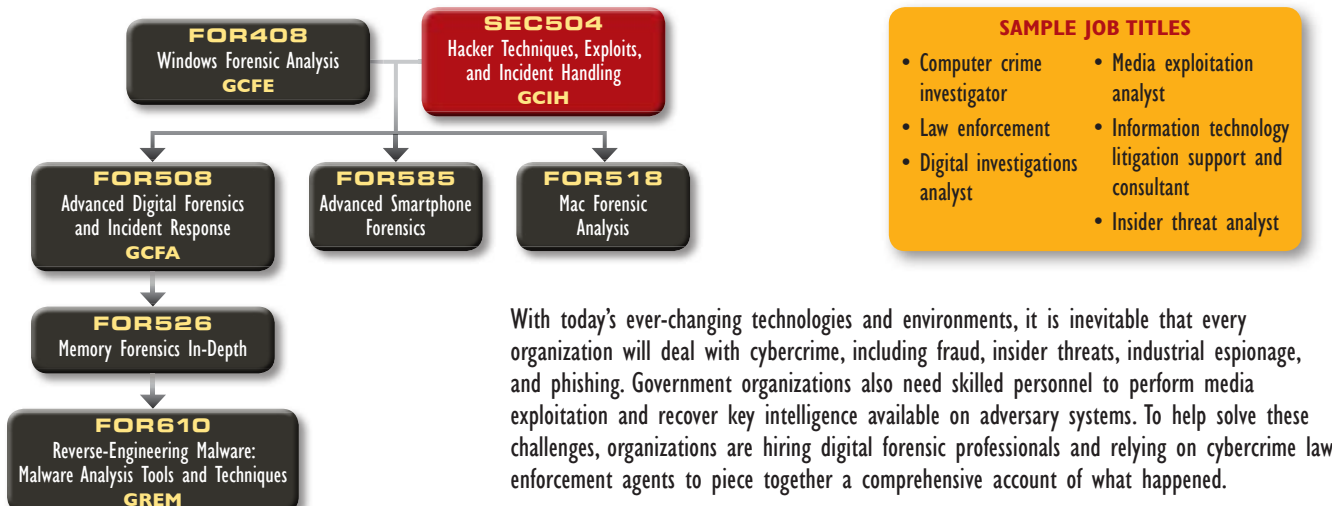 FOR408
Windows Forensic Analysis
GCFE
SEC504
Hacker Techniques, Exploits,
and Incident Handling
GCIH
FOR508
Advanced Digital Forensics
and Incident Response
GCFA
FOR585
Advanced Smartphone
Forensics
FOR518
Mac Forensic
Analysis
FOR526
Memory Forensics In-Depth
FOR610
Reverse-Engineering Malware:
Malware Analysis Tools and Techniques
GREM
SAMPLE JOB TITLES
• Computer crime
investigator
• Law enforcement
• Digital investigations
analyst
• Media exploitation
analyst
• Information technology
litigation support and
consultant
• Insider threat analyst
With today's ever-changing technologies and environments, it is inevitable that every
organization will deal with cybercrime, including fraud, insider threats, industrial espionage,
and phishing. Government organizations also need skilled personnel to perform media
exploitation and recover key intelligence available on adversary systems. To help solve these
challenges, organizations are hiring digital forensic professionals and relying on cybercrime law
enforcement agents to piece together a comprehensive account of what happened.